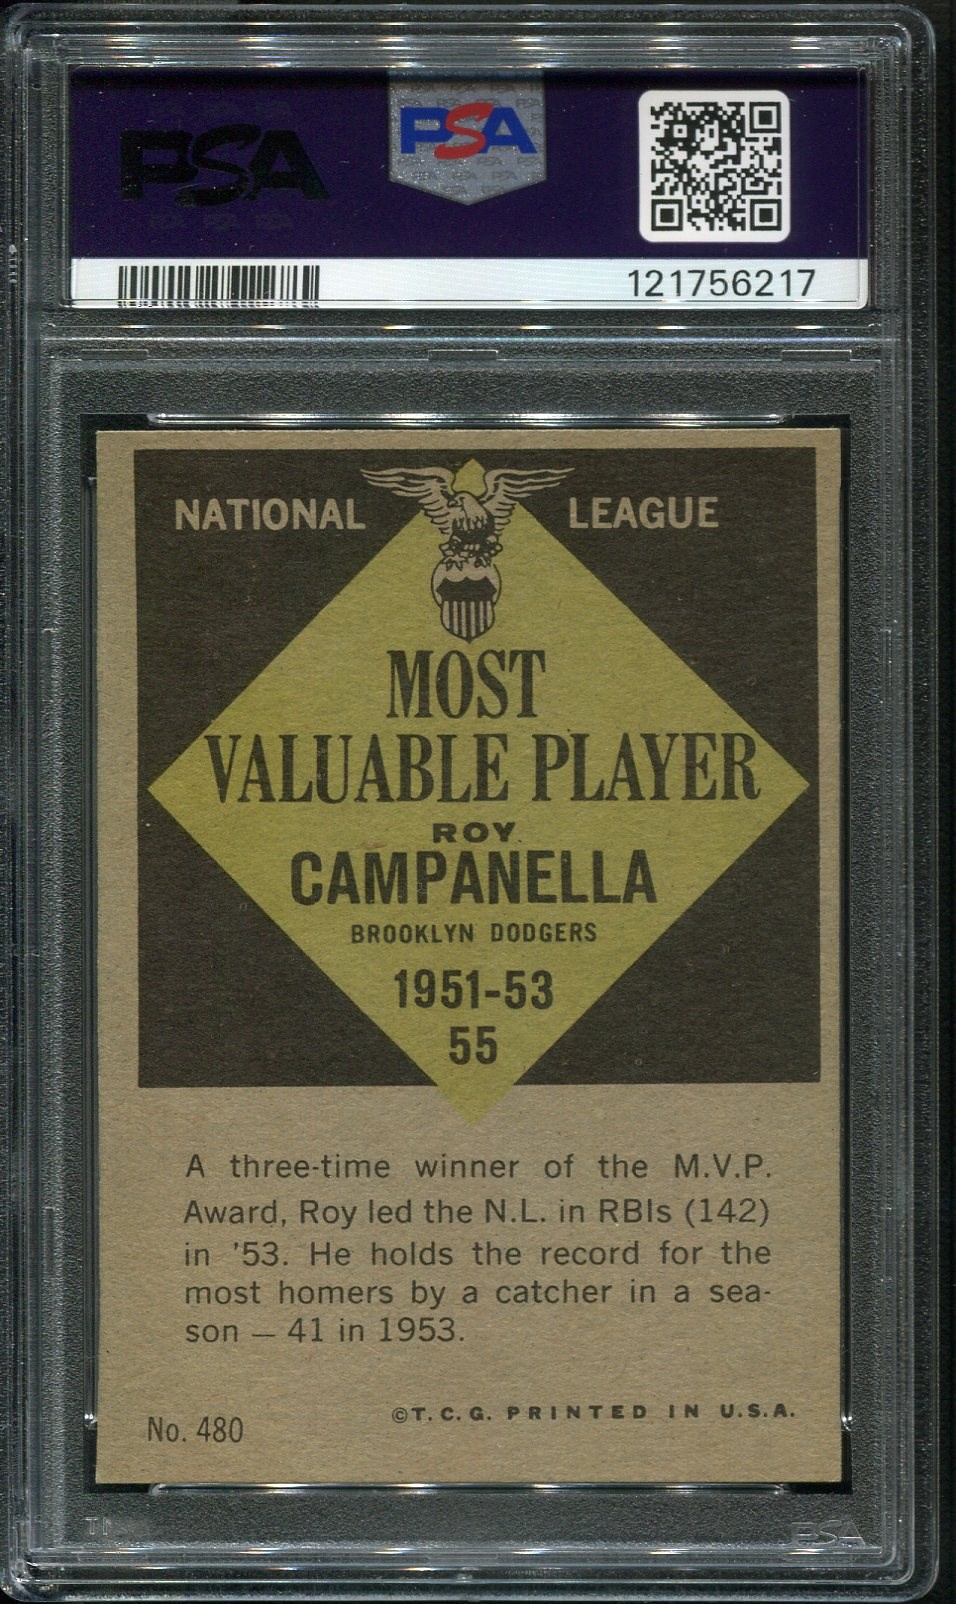 PSA
PSA
121756217
NATIONAL LEAGUE
MOST
VALUABLE PLAYER
ROY
CAMPANELLA
BROOKLYN DODGERS
1951-53
55
A three-time winner of the M.V.P.
Award, Roy led the N.L. in RBIs (142)
in '53. He holds the record for the
most homers by a catcher in a sea-
son — 41 in 1953.
No. 480
©T.C.G. PRINTED IN U.S.A.
PSA